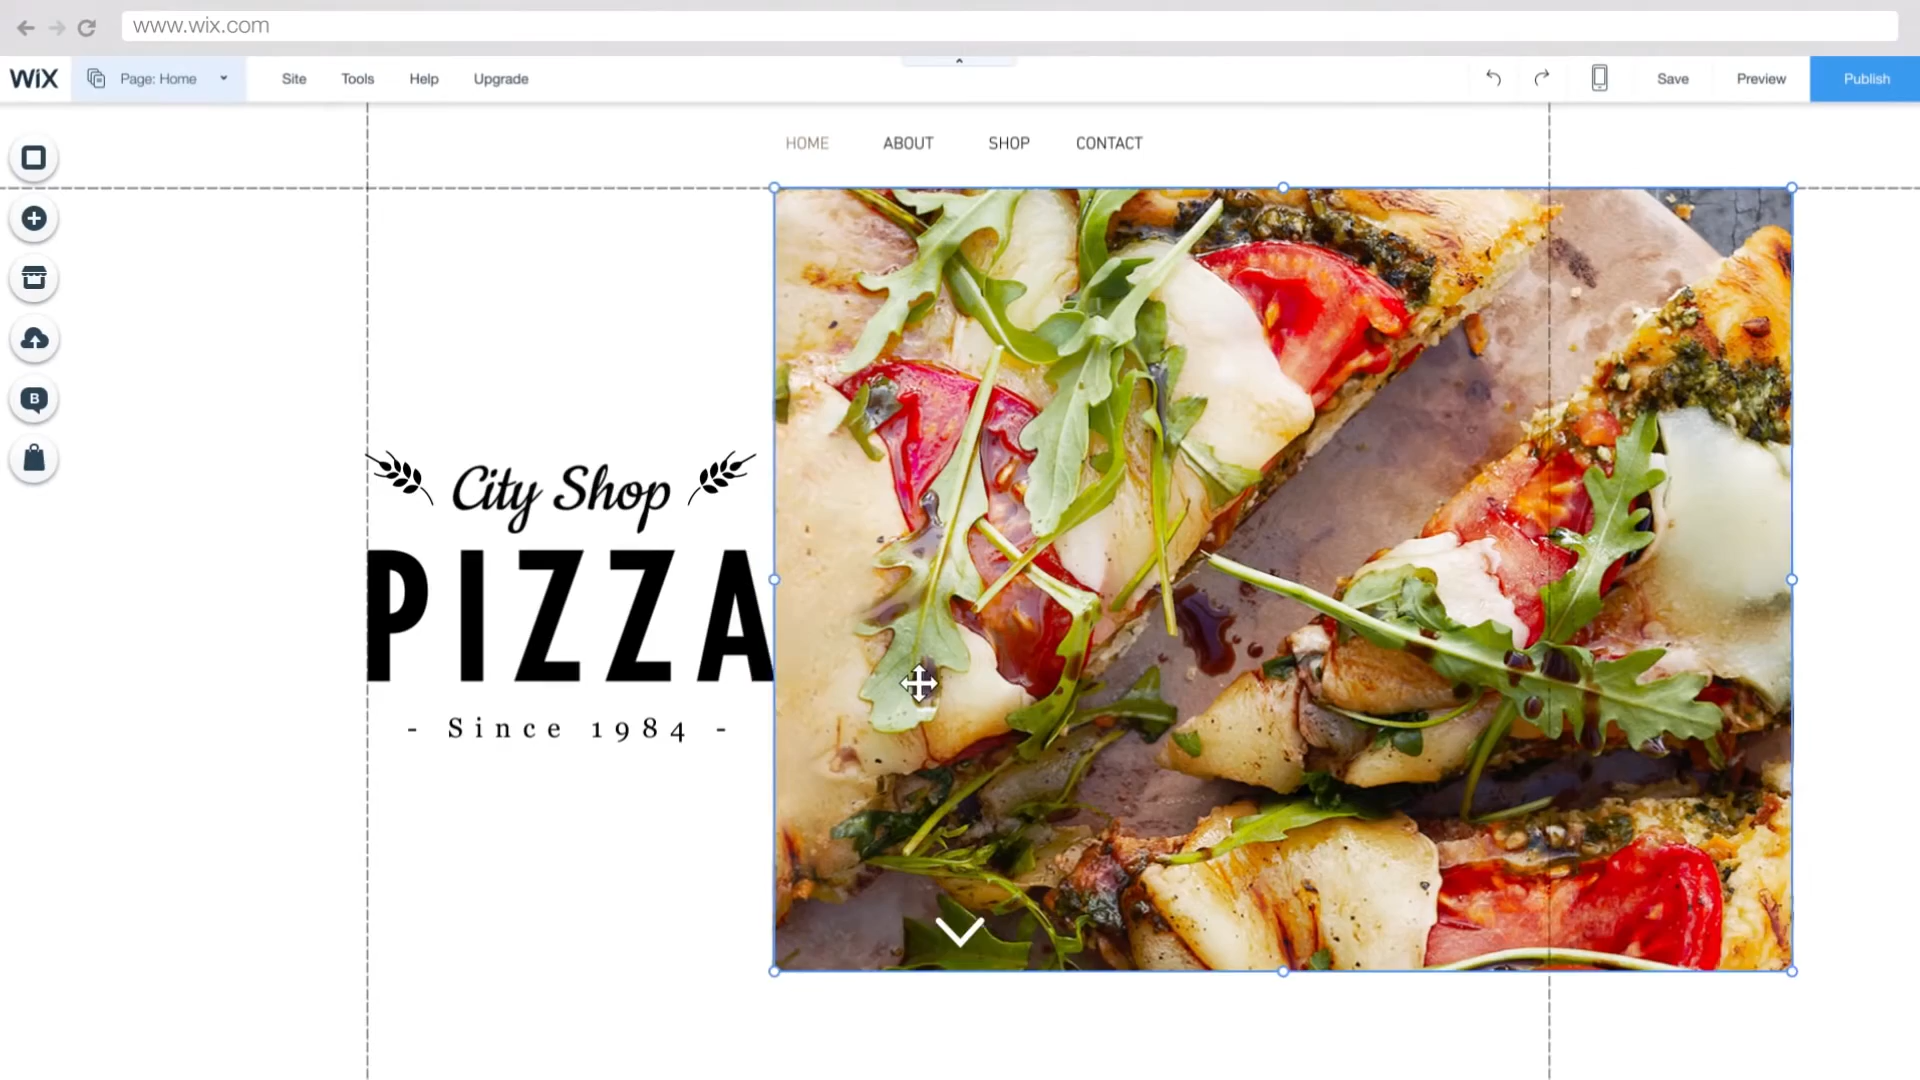 www.wix.com
WiX Page: Home Site Tools Help Upgrade Save Preview Publish
HOME ABOUT SHOP CONTACT
B
City Shop
PIZZA
- Since 1984 -